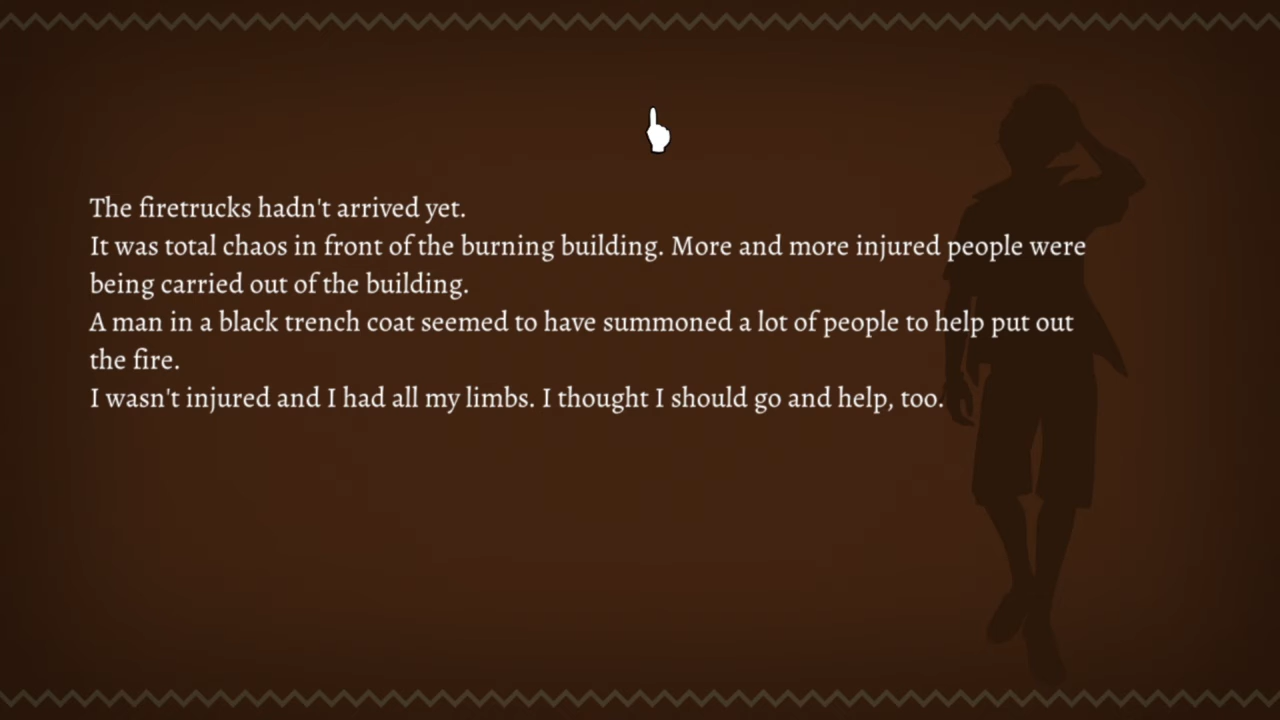 The firetrucks hadn't arrived yet.
It was total chaos in front of the burning building. More and more injured people were
being carried out of the building.
A man in a black trench coat seemed to have summoned a lot of people to help put out
the fire.
I wasn't injured and I had all my limbs. I thought I should go and help, too.